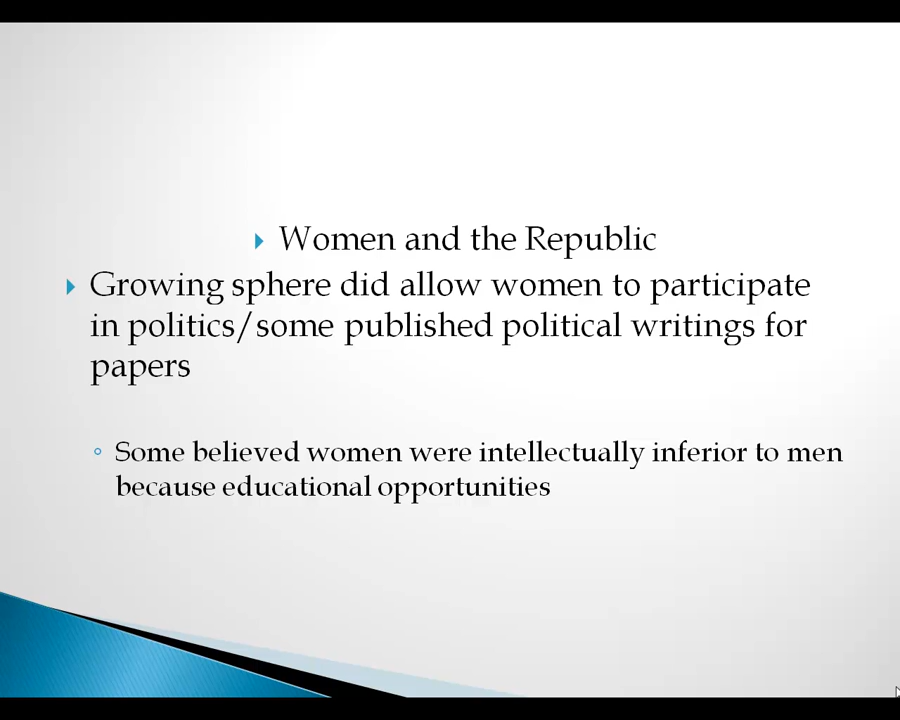 Women and the Republic
Growing sphere did allow women to participate
in politics/some published political writings for
papers
Some believed women were intellectually inferior to men
because educational opportunities